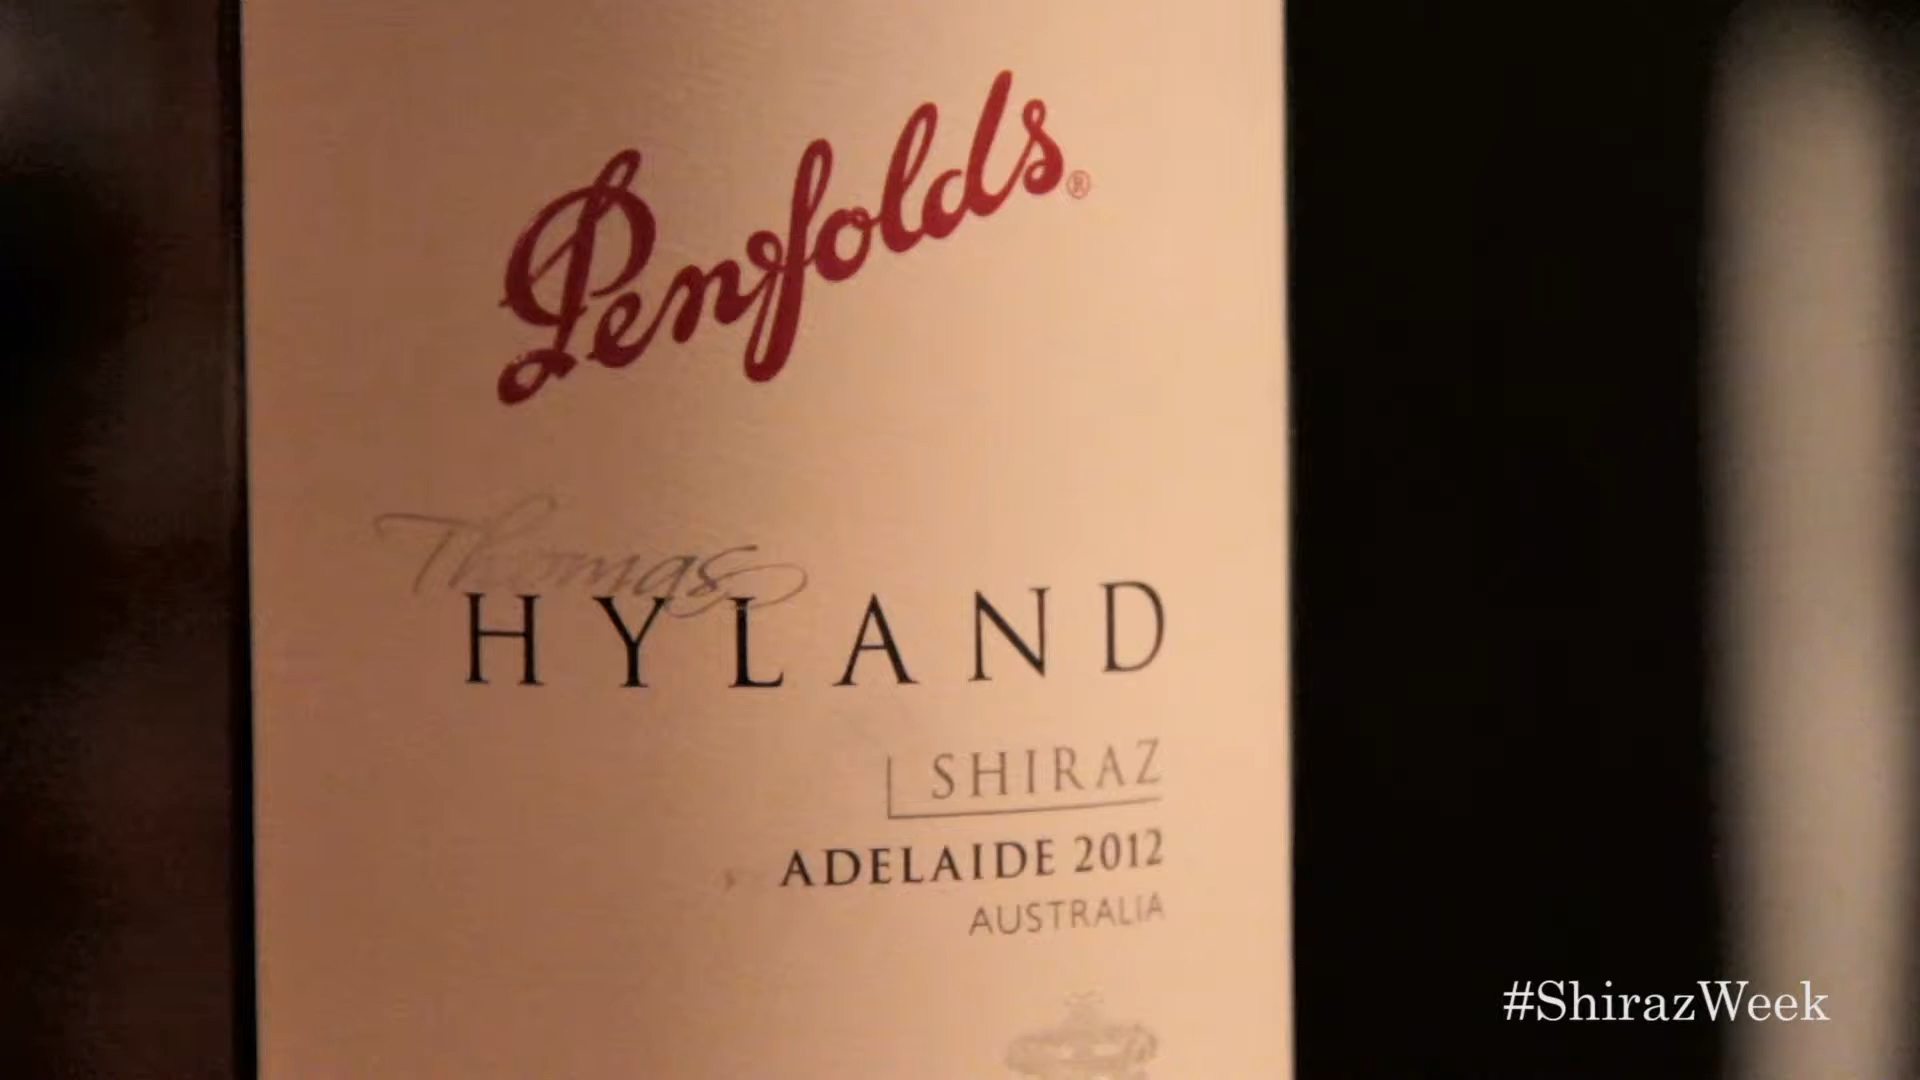 Penfolds®
Thomas
HYLAND
SHIRAZ
ADELAIDE 2012
AUSTRALIA
#ShirazWeek